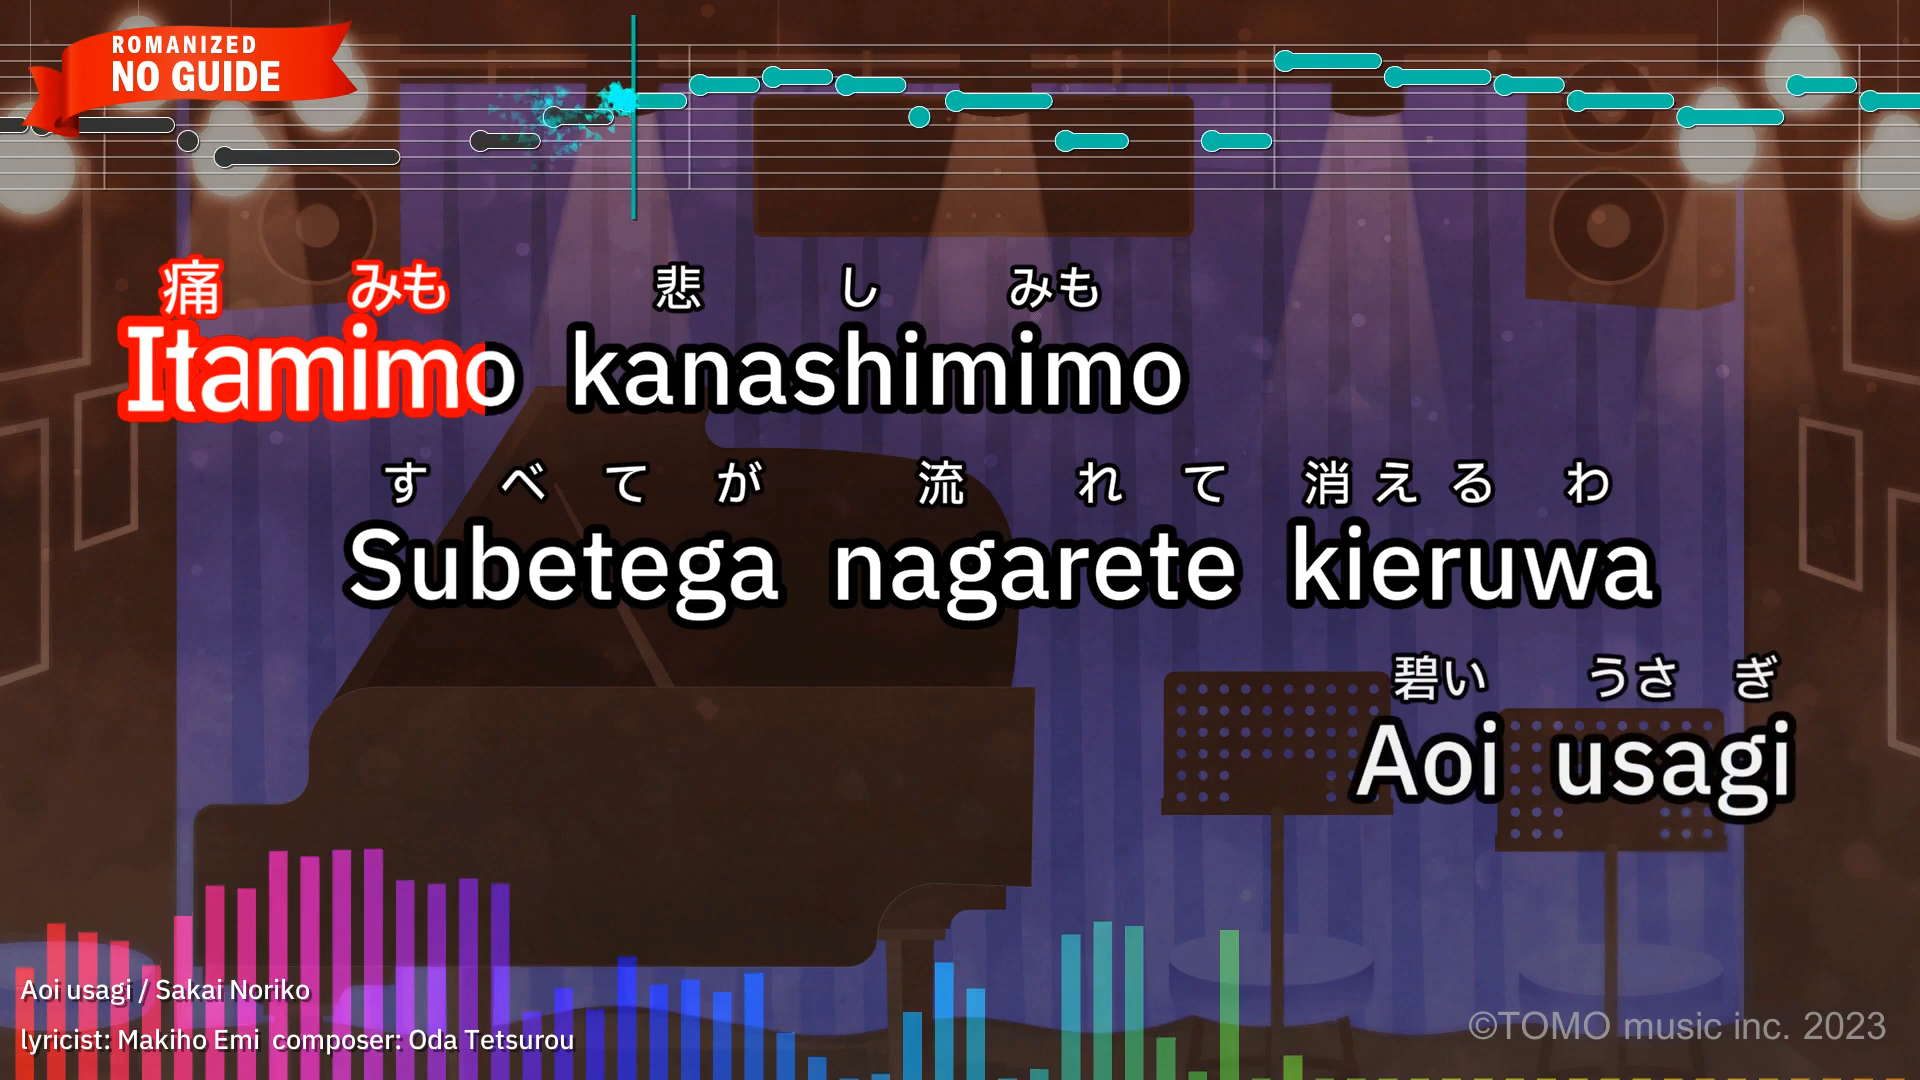 ROMANIZED
NO GUIDE
痛 みも 悲 し みも
Itamimo kanashimimo
す べ て が 流 れ て 消 え る わ
Subetega nagarete kieruwa
碧い うさ ぎ
Aoi usagi
Aoi usagi / Sakai Noriko
lyricist: Makiho Emi composer: Oda Tetsurou
©TOMO music inc. 2023